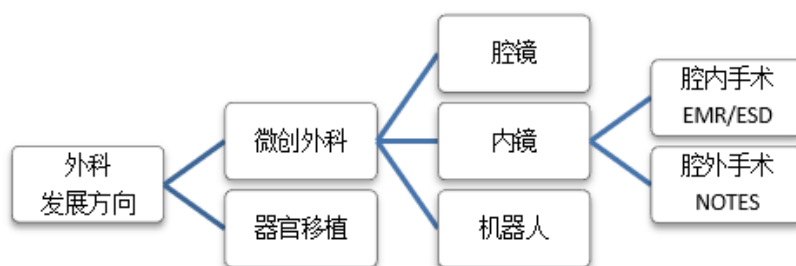 外科
发展方向
微创外科
器官移植
腔镜
内镜
机器人
腔内手术
EMR/ESD
腔外手术
NOTES